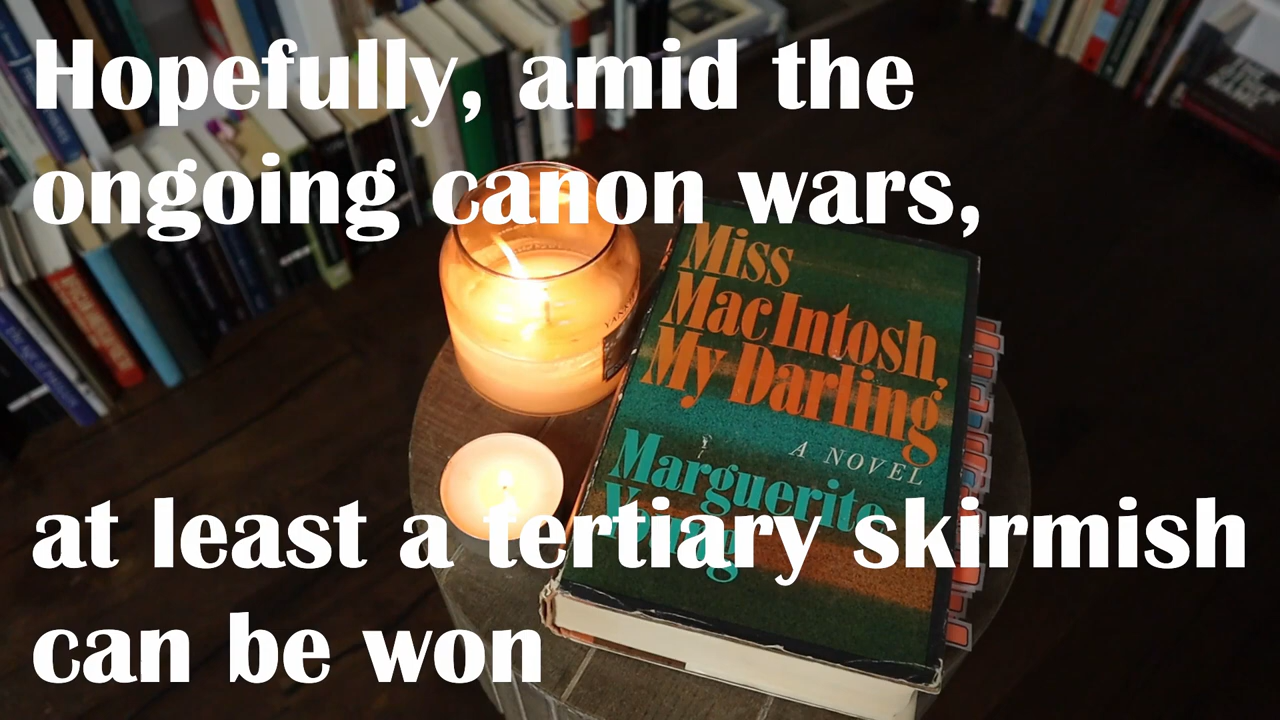 Hopefully, amid the
ongoing canon wars,
Miss
MacIntosh,
My Darling
A NOVEL
Marguerite
Young
at least a tertiary skirmish
can be won